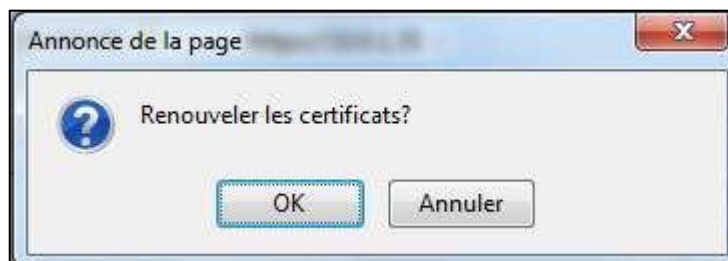 Annonce de la page
Renouveler les certificats?
OK
Annuler